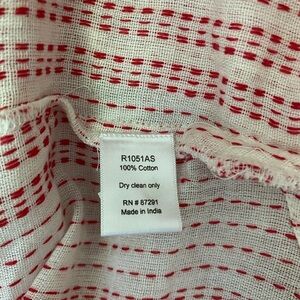 R1051AS
100% Cotton
Dry clean only
RN # 87291
Made in India